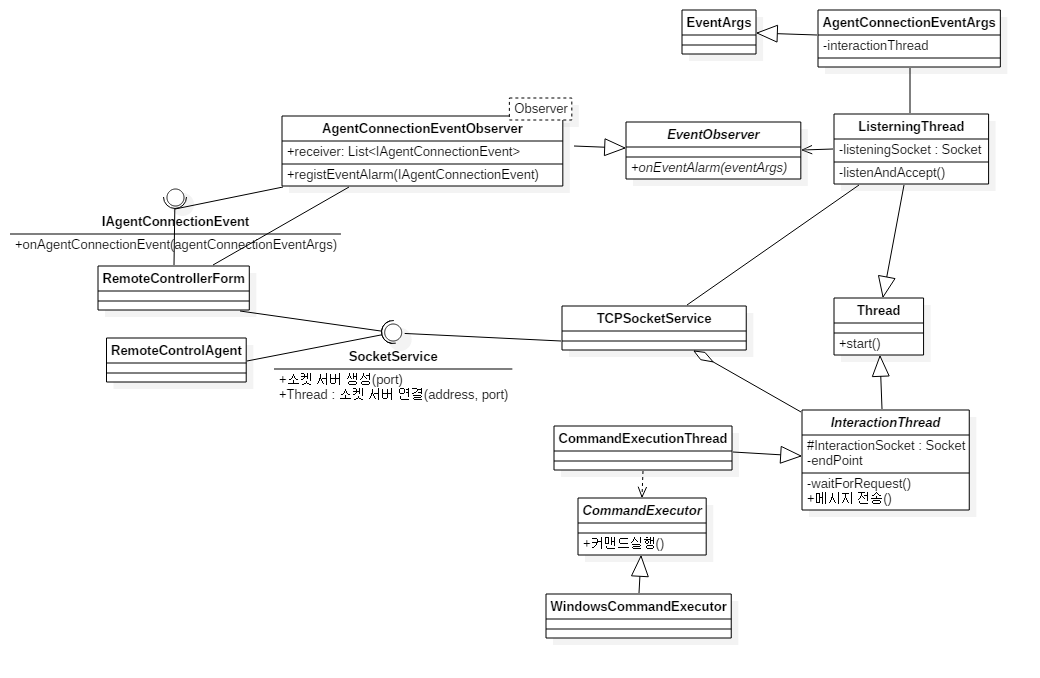 EventArgs
AgentConnectionEventArgs
-interactionThread
Observer
AgentConnectionEventObserver
+receiver: List<IAgentConnectionEvent>
+registEventAlarm(IAgentConnectionEvent)
EventObserver
+onEventAlarm(eventArgs)
ListerningThread
-listeningSocket : Socket
-listenAndAccept()
IAgentConnectionEvent
+onAgentConnectionEvent(agentConnectionEventArgs)
RemoteControllerForm
RemoteControlAgent
SocketService
+소켓 서버 생성(port)
+Thread : 소켓 서버 연결(address, port)
TCPSocketService
Thread
+start()
InteractionThread
#InteractionSocket : Socket
-endPoint
-waitForRequest()
+메시지 전송()
CommandExecutionThread
CommandExecutor
+커맨드실행()
WindowsCommandExecutor